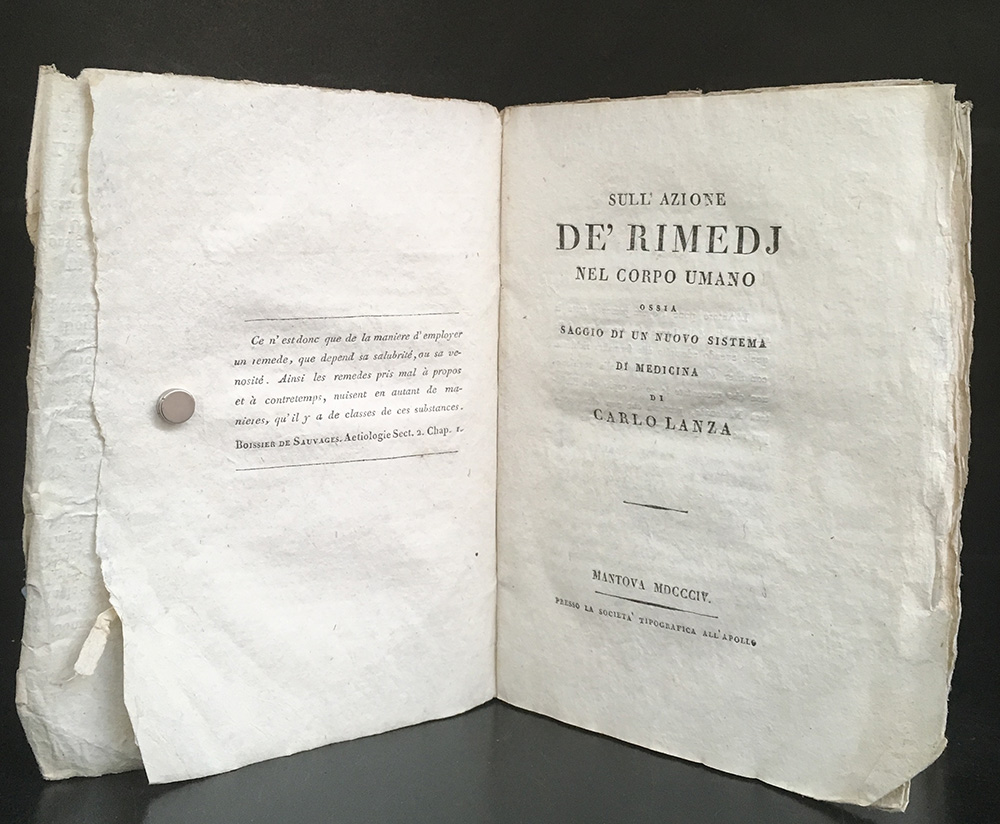 Ce n'est donc que de la maniere d'employer
un remede, que depend sa salubrité, ou sa ve-
nosité. Ainsi les remedes pris mal à propos
et à contretemps, nuisent en autant de ma-
nieres, qu'il y a de classes de ces substances.
BOISSIER DE SAUVAGES. Aetiologie Sect. 2. Chap. 1.
SULL' AZIONE
DE' RIMEDJ
NEL CORPO UMANO
OSSIA
SAGGIO DI UN NUOVO SISTEMA
DI MEDICINA
DI
CARLO LANZA
MANTOVA MDCCCIV.
PRESSO LA SOCIETA' TIPOGRAFICA ALL'APOLLO